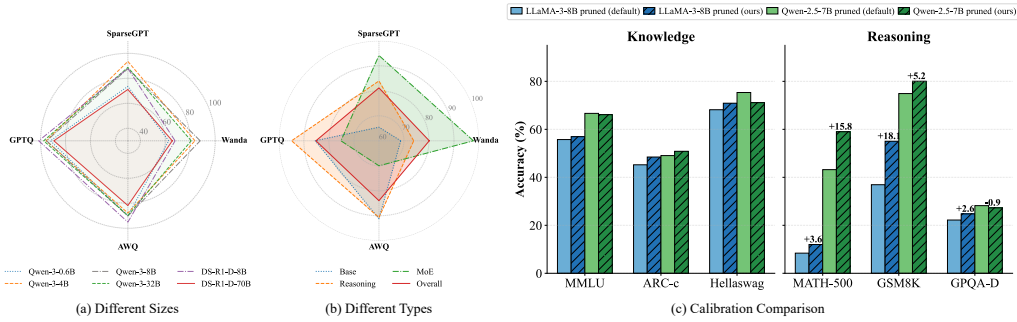 SparseGPT
GPTQ
Wanda
AWQ
40
60
80
100
Qwen-3-0.6B
Qwen-3-8B
DS-R1-D-8B
Qwen-3-4B
Qwen-3-32B
DS-R1-D-70B
(a) Different Sizes
SparseGPT
GPTQ
Wanda
AWQ
60
80
90
100
Base
MoE
Reasoning
Overall
(b) Different Types
LLaMA-3-8B pruned (default)
LLaMA-3-8B pruned (ours)
Qwen-2.5-7B pruned (default)
Qwen-2.5-7B pruned (ours)
Knowledge
Reasoning
Accuracy (%)
80
60
40
20
0
+3.6
+15.8
+18.1
+5.2
+2.6
-0.9
MMLU
ARC-c
Hellaswag
MATH-500
GSM8K
GPQA-D
(c) Calibration Comparison